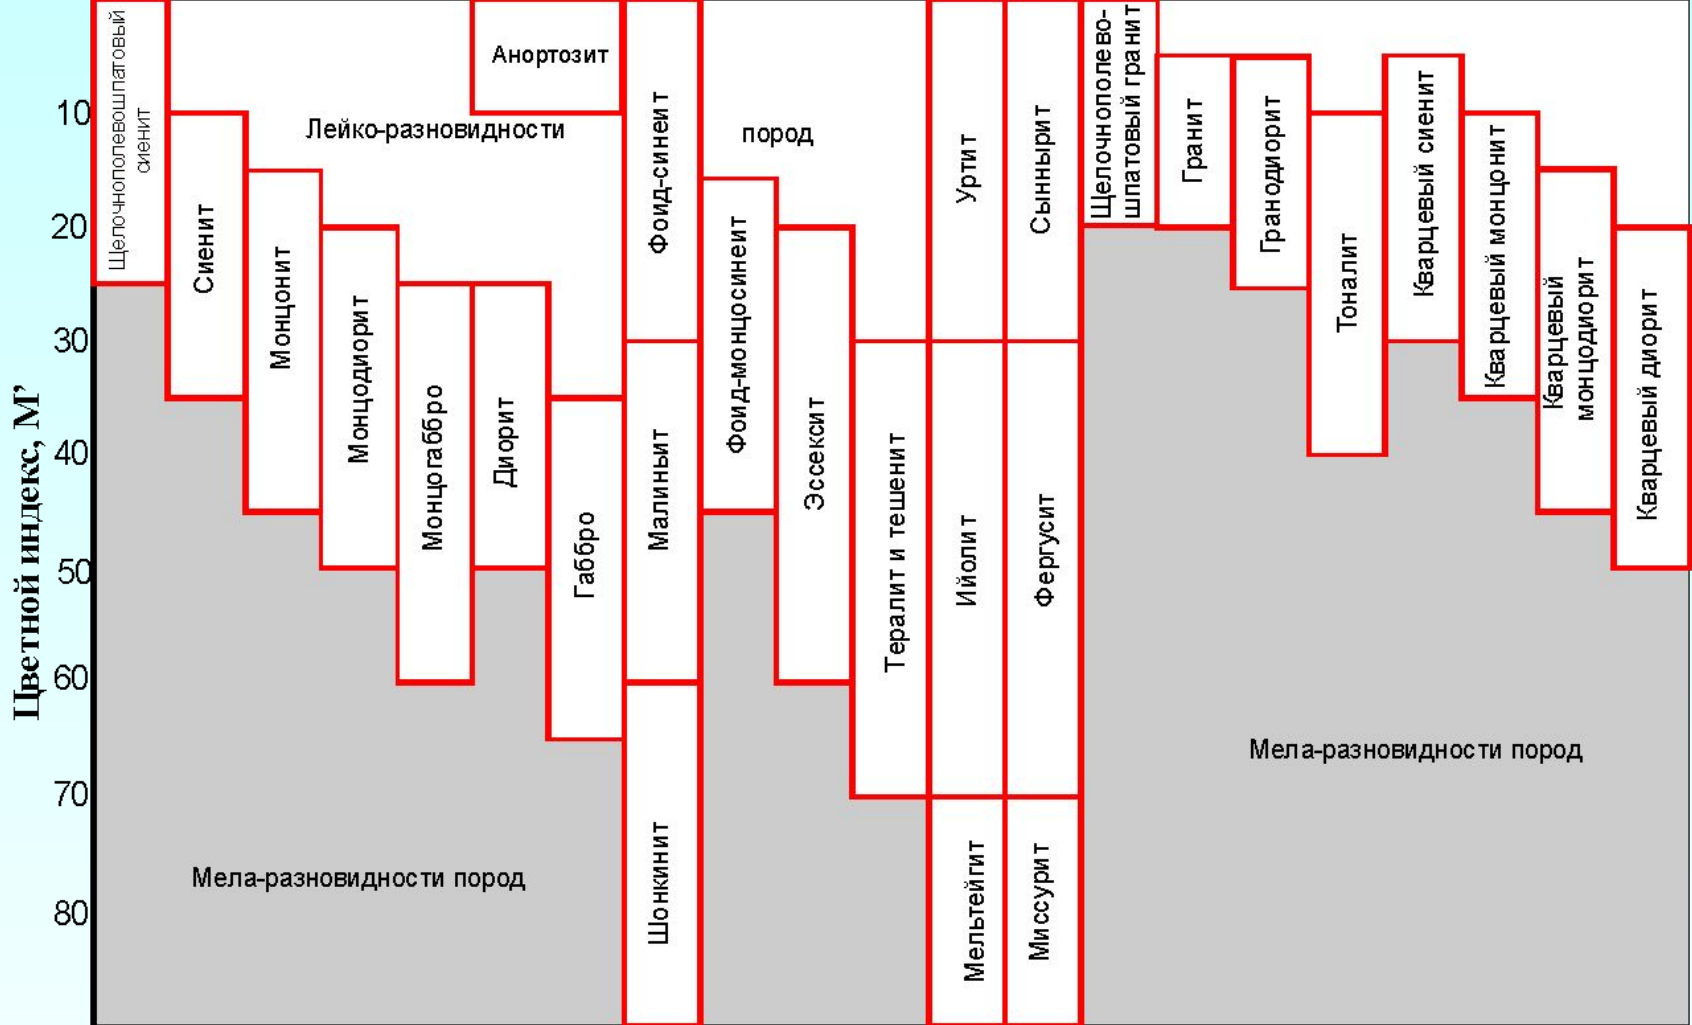 Цветной индекс, М’
10
20
30
40
50
60
70
80
Щелочнополевошпатовый
сиенит
Сиенит
Монцонит
Монцодиорит
Монцогаббро
Анортозит
Диорит
Габбро
Лейко-разновидности
пород
Фоид-синеит
Малиньит
Шонкинит
Фоид-монцосинеит
Эссексит
Тералит и тешенит
Уртит
Ийолит
Мельтейгит
Сыннырит
Фергусит
Миссурит
Щелочнополево-
шпатовый гранит
Гранит
Гранодиорит
Тоналит
Кварцевый сиенит
Кварцевый монцонит
Кварцевый
монцодиорит
Кварцевый диорит
Мела-разновидности пород
Мела-разновидности пород